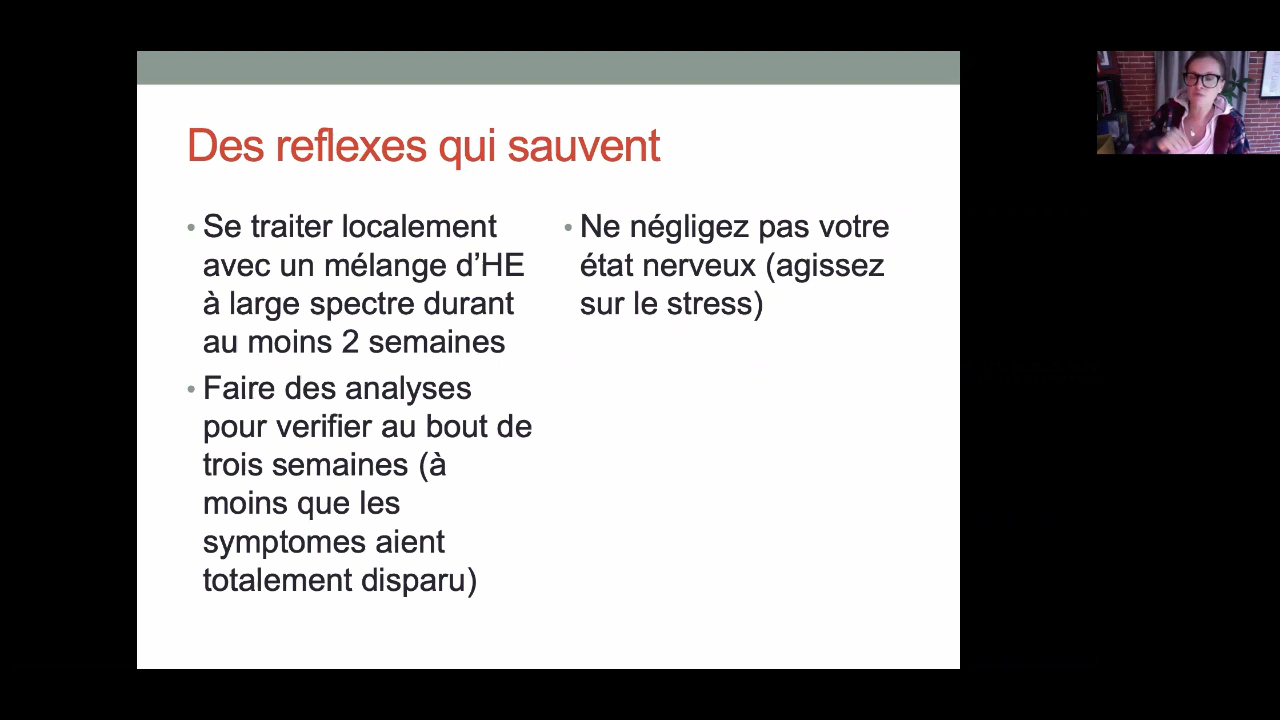 Des reflexes qui sauvent
• Se traiter localement
avec un mélange d’HE
à large spectre durant
au moins 2 semaines
• Faire des analyses
pour verifier au bout de
trois semaines (à
moins que les
symptomes aient
totalement disparu)
• Ne négligez pas votre
état nerveux (agissez
sur le stress)